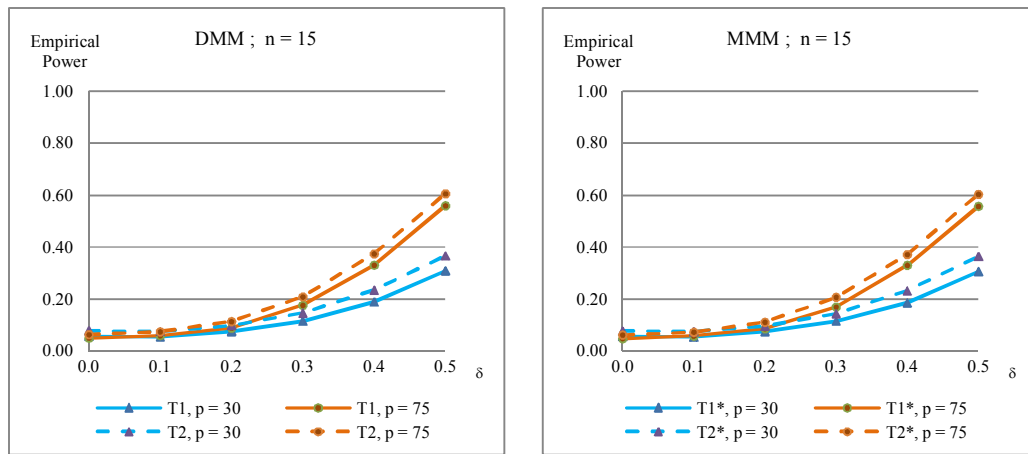 DMM ; n = 15
Empirical
Power
1.00
0.80
0.60
0.40
0.20
0.00
0.0 0.1 0.2 0.3 0.4 0.5 δ
T1, p = 30 T1, p = 75
T2, p = 30 T2, p = 75
MMM ; n = 15
Empirical
Power
1.00
0.80
0.60
0.40
0.20
0.00
0.0 0.1 0.2 0.3 0.4 0.5 δ
T1*, p = 30 T1*, p = 75
T2*, p = 30 T2*, p = 75